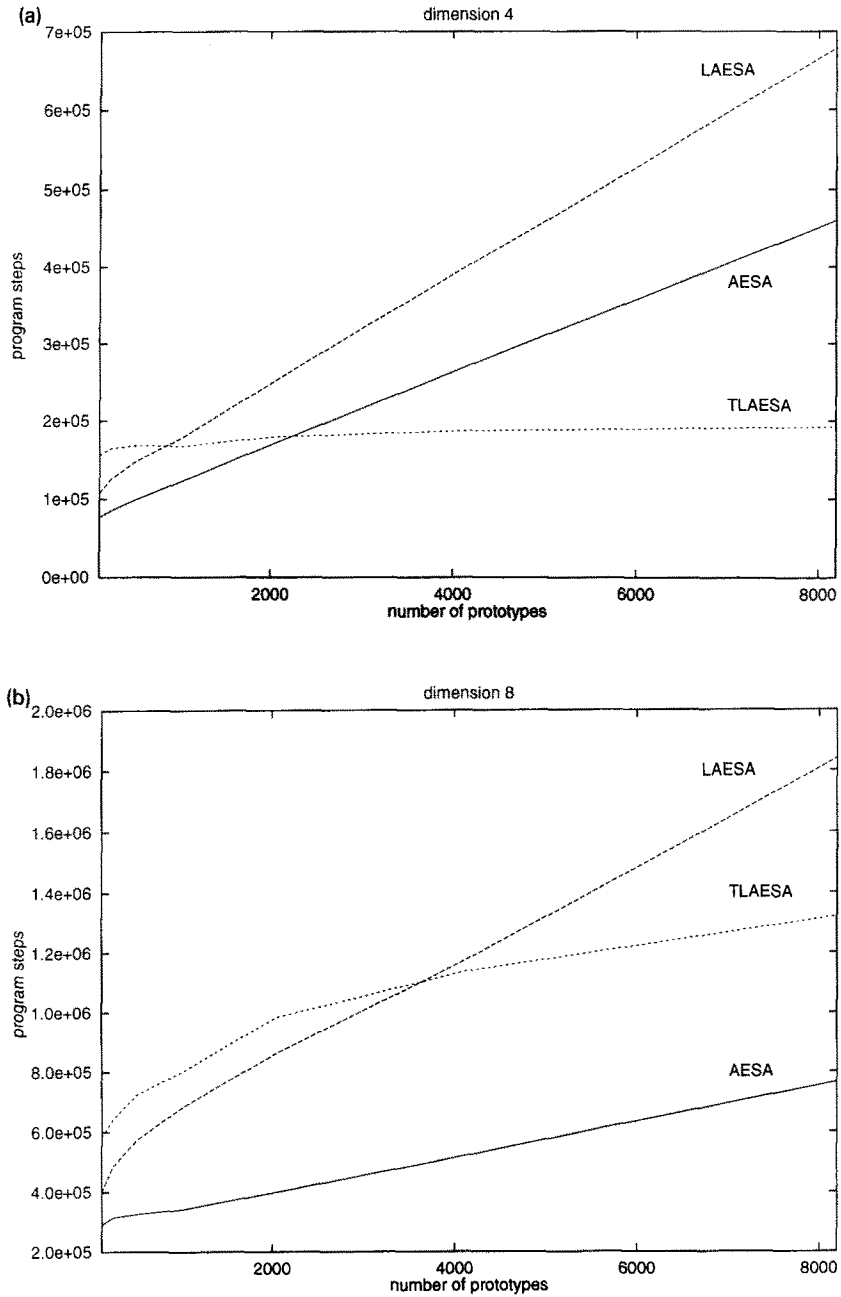 (a)
dimension 4
7e+05
6e+05
5e+05
4e+05
3e+05
2e+05
1e+05
0e+00
program steps
LAESA
AESA
TLAESA
2000
4000
6000
8000
number of prototypes
(b)
dimension 8
2.0e+06
1.8e+06
1.6e+06
1.4e+06
1.2e+06
1.0e+06
8.0e+05
6.0e+05
4.0e+05
2.0e+05
program steps
LAESA
TLAESA
AESA
2000
4000
6000
8000
number of prototypes